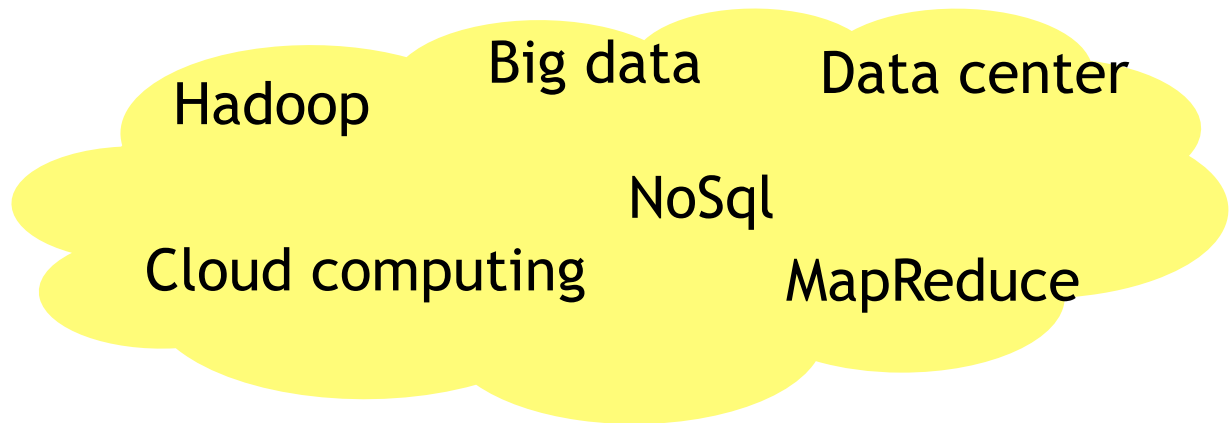 Big data
Data center
Hadoop
NoSql
Cloud computing
MapReduce